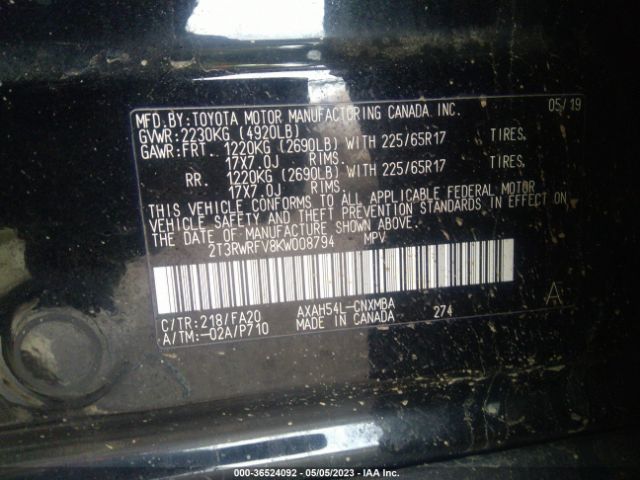 MFD.BY:TOYOTA MOTOR MANUFACTURING CANADA.INC. 05/19
GVWR:2230KG (4920LB)
GAWR:FRT. 1220KG (2690LB) WITH 225/65R17 TIRES.
17X7.0J RIMS.
RR. 1220KG (2690LB) WITH 225/65R17 TIRES.
17X7.0J RIMS.
THIS VEHICLE CONFORMS TO ALL APPLICABLE FEDERAL MOTOR
VEHICLE SAFETY AND THEFT PREVENTION STANDARDS IN EFFECT ON
THE DATE OF MANUFACTURE SHOWN ABOVE.
2T3RWRFV8KW008794 MPV
C/TR:218/FA20 AXAH54L-CNXMBA 274 A
A/TM:-02A/P710 MADE IN CANADA
000-36524092 - 05/05/2023 - IAA Inc.